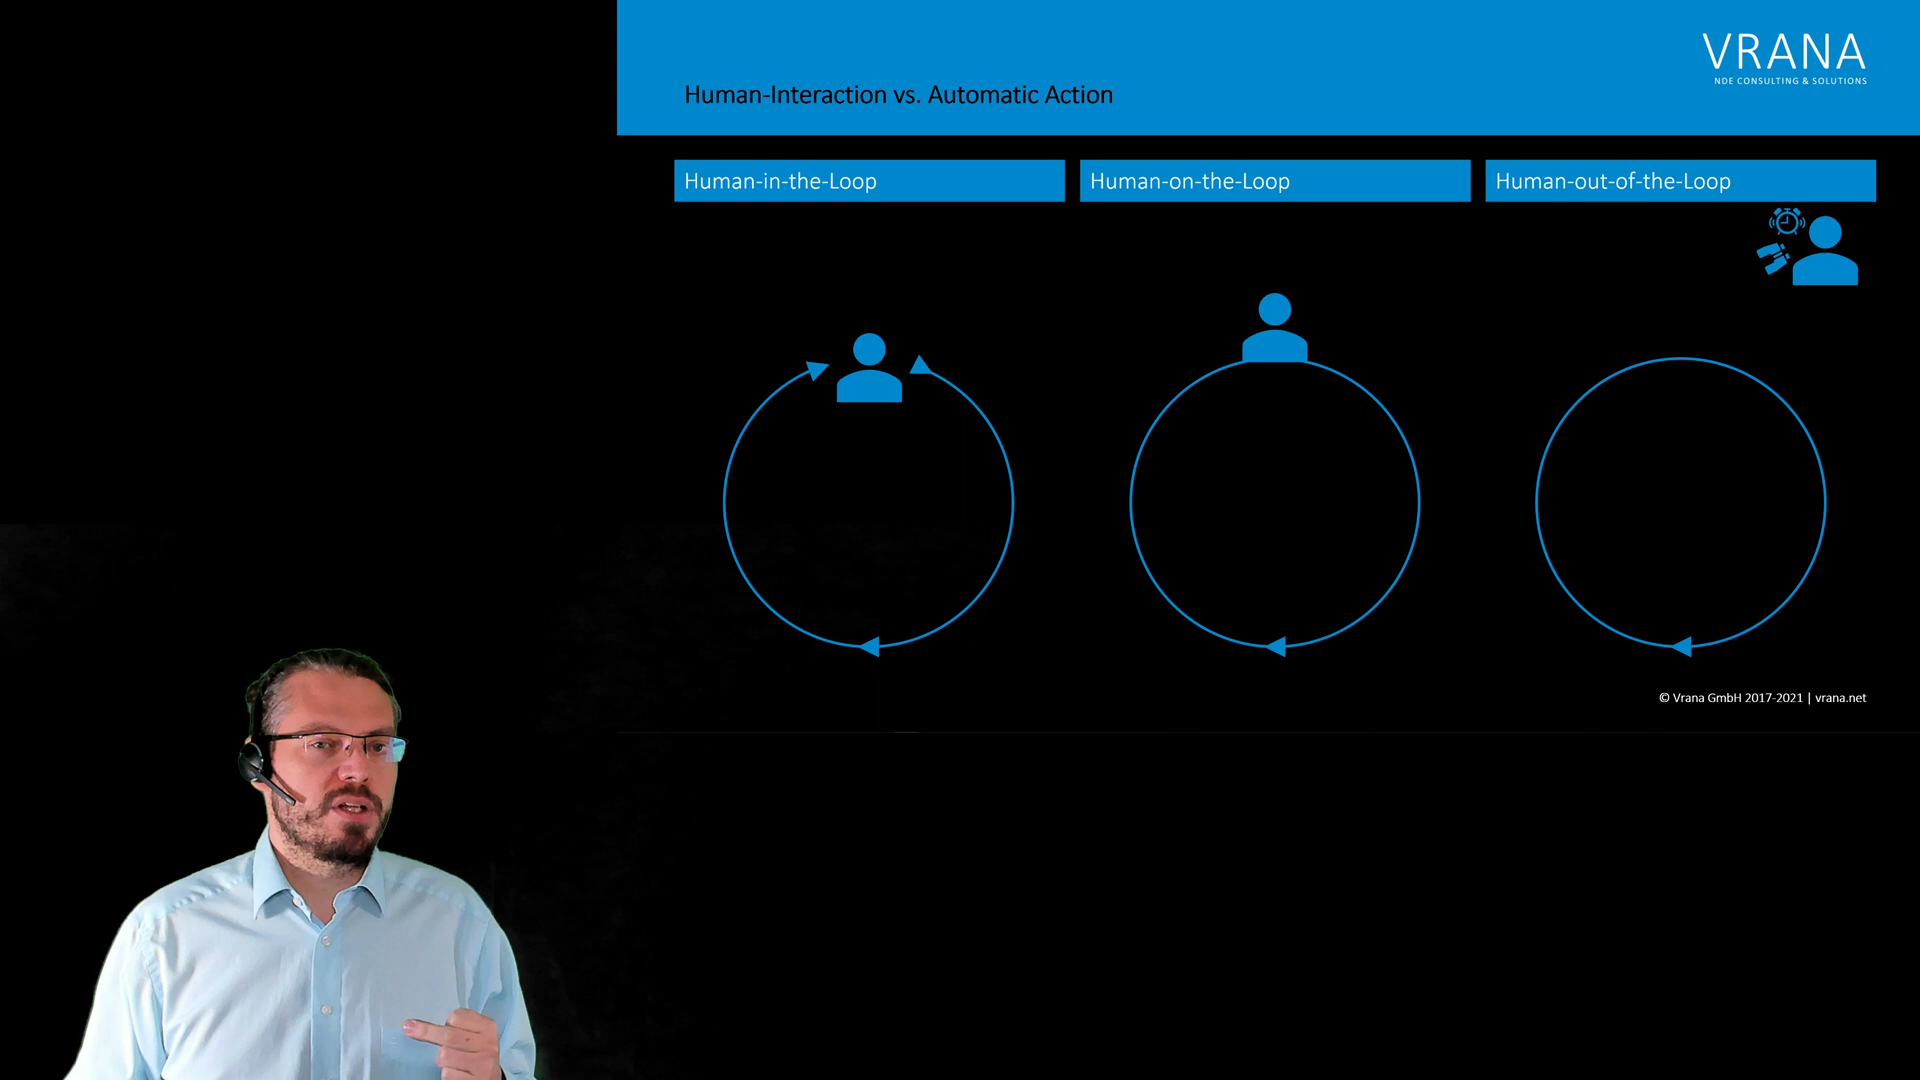 VRANA
NDE CONSULTING & SOLUTIONS
Human-Interaction vs. Automatic Action
Human-in-the-Loop
Human-on-the-Loop
Human-out-of-the-Loop
© Vrana GmbH 2017-2021 | vrana.net